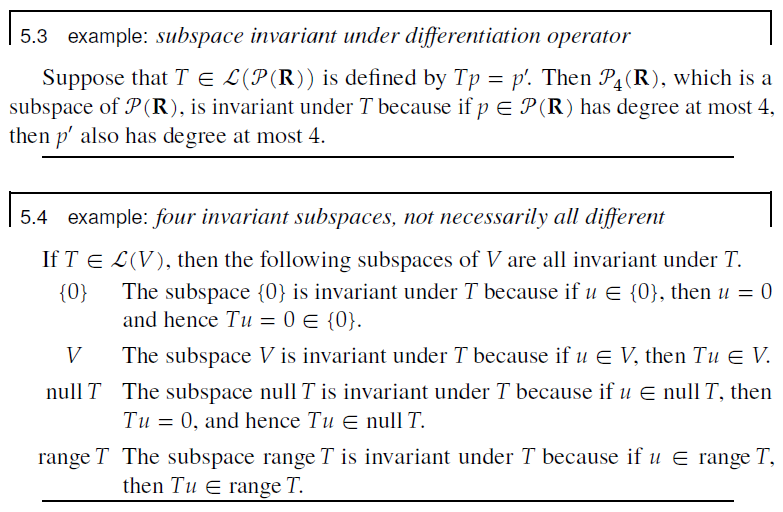 5.3 example: subspace invariant under differentiation operator
Suppose that T ∈ ℒ(𝒫(𝐑)) is defined by Tp = p′. Then 𝒫₄(𝐑), which is a
subspace of 𝒫(𝐑), is invariant under T because if p ∈ 𝒫(𝐑) has degree at most 4,
then p′ also has degree at most 4.
5.4 example: four invariant subspaces, not necessarily all different
If T ∈ ℒ(V), then the following subspaces of V are all invariant under T.
{0} The subspace {0} is invariant under T because if u ∈ {0}, then u = 0
and hence Tu = 0 ∈ {0}.
V The subspace V is invariant under T because if u ∈ V, then Tu ∈ V.
null T The subspace null T is invariant under T because if u ∈ null T, then
Tu = 0, and hence Tu ∈ null T.
range T The subspace range T is invariant under T because if u ∈ range T,
then Tu ∈ range T.